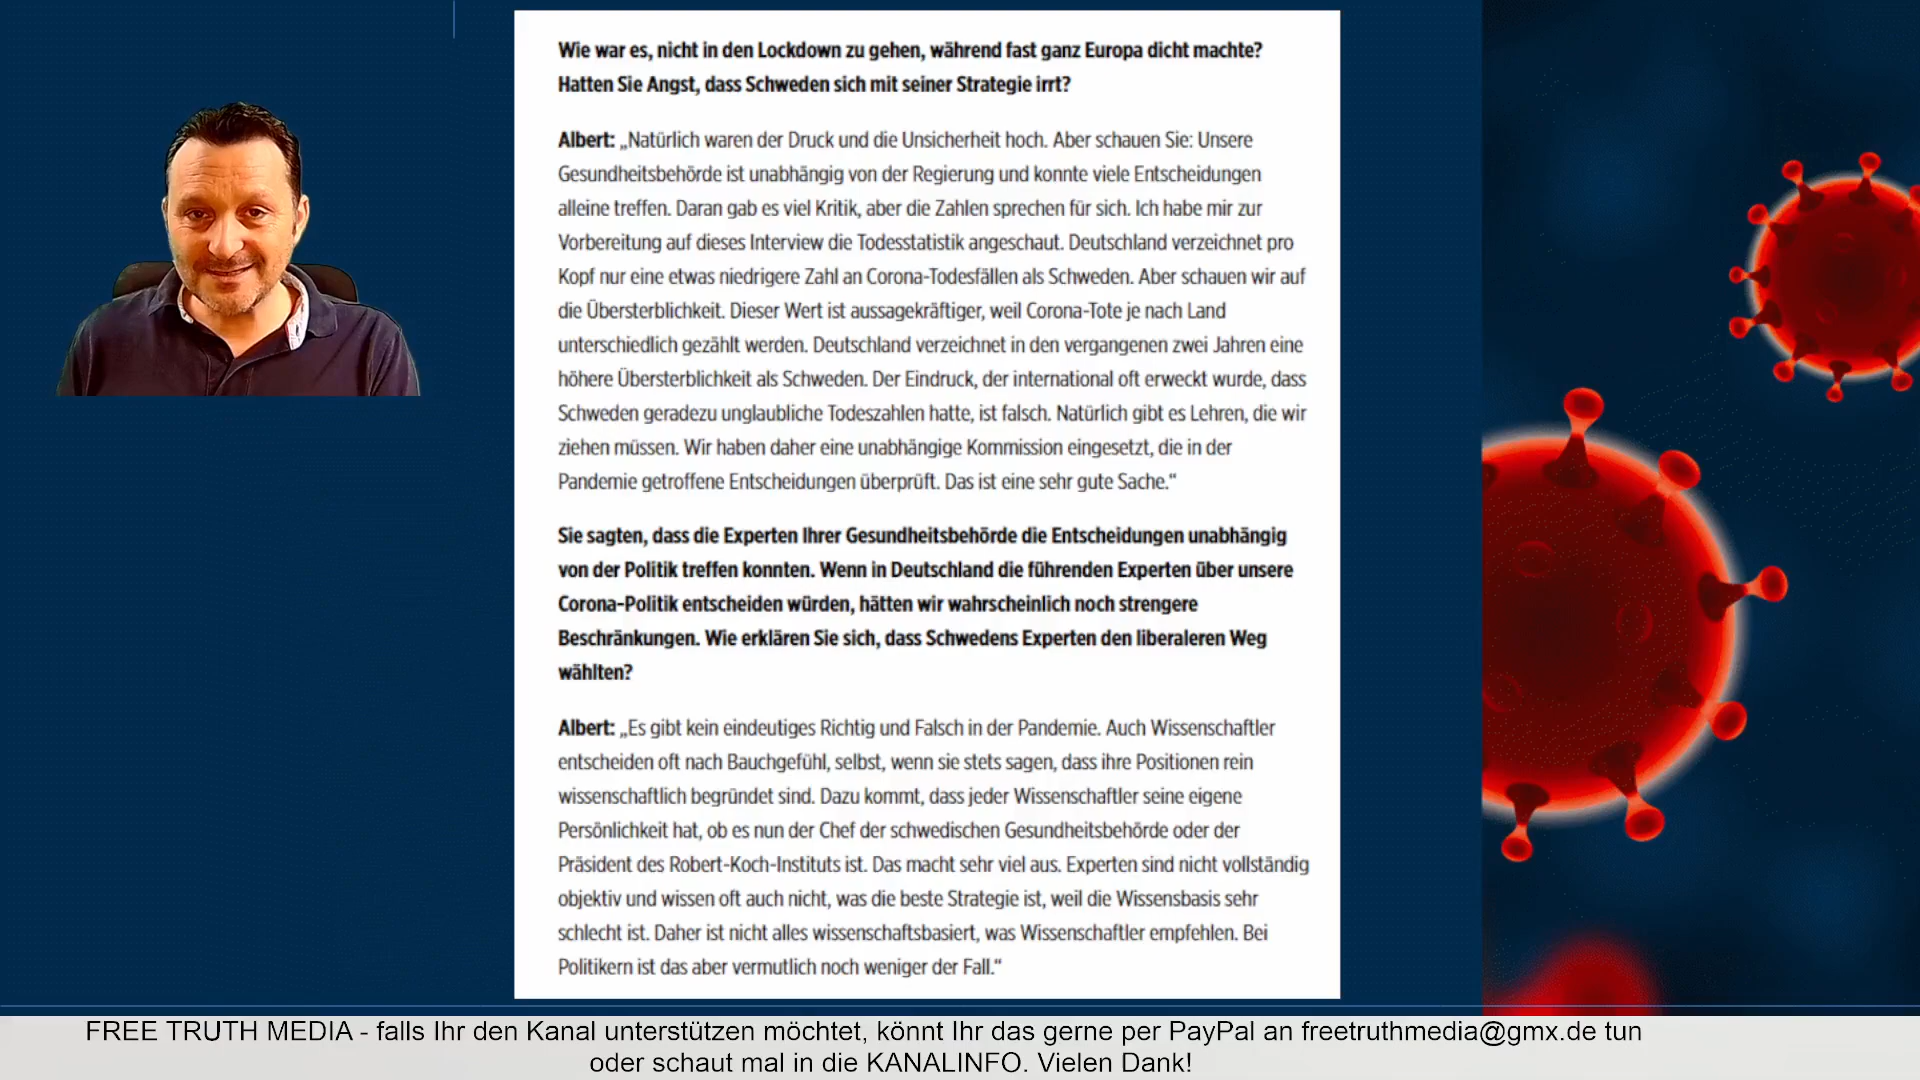 Wie war es, nicht in den Lockdown zu gehen, während fast ganz Europa dicht machte?
Hatten Sie Angst, dass Schweden sich mit seiner Strategie irrt?
Albert: „Natürlich waren der Druck und die Unsicherheit hoch. Aber schauen Sie: Unsere
Gesundheitsbehörde ist unabhängig von der Regierung und konnte viele Entscheidungen
alleine treffen. Daran gab es viel Kritik, aber die Zahlen sprechen für sich. Ich habe mir zur
Vorbereitung auf dieses Interview die Todesstatistik angeschaut. Deutschland verzeichnet pro
Kopf nur eine etwas niedrigere Zahl an Corona-Todesfällen als Schweden. Aber schauen wir auf
die Übersterblichkeit. Dieser Wert ist aussagekräftiger, weil Corona-Tote je nach Land
unterschiedlich gezählt werden. Deutschland verzeichnet in den vergangenen zwei Jahren eine
höhere Übersterblichkeit als Schweden. Der Eindruck, der international oft erweckt wurde, dass
Schweden geradezu unglaubliche Todeszahlen hatte, ist falsch. Natürlich gibt es Lehren, die wir
ziehen müssen. Wir haben daher eine unabhängige Kommission eingesetzt, die in der
Pandemie getroffene Entscheidungen überprüft. Das ist eine sehr gute Sache.“
Sie sagten, dass die Experten Ihrer Gesundheitsbehörde die Entscheidungen unabhängig
von der Politik treffen konnten. Wenn in Deutschland die führenden Experten über unsere
Corona-Politik entscheiden würden, hätten wir wahrscheinlich noch strengere
Beschränkungen. Wie erklären Sie sich, dass Schwedens Experten den liberaleren Weg
wählten?
Albert: „Es gibt kein eindeutiges Richtig und Falsch in der Pandemie. Auch Wissenschaftler
entscheiden oft nach Bauchgefühl, selbst, wenn sie stets sagen, dass ihre Positionen rein
wissenschaftlich begründet sind. Dazu kommt, dass jeder Wissenschaftler seine eigene
Persönlichkeit hat, ob es nun der Chef der schwedischen Gesundheitsbehörde oder der
Präsident des Robert-Koch-Instituts ist. Das macht sehr viel aus. Experten sind nicht vollständig
objektiv und wissen oft auch nicht, was die beste Strategie ist, weil die Wissensbasis sehr
schlecht ist. Daher ist nicht alles wissenschaftsbasiert, was Wissenschaftler empfehlen. Bei
Politikern ist das aber vermutlich noch weniger der Fall.“
FREE TRUTH MEDIA - falls Ihr den Kanal unterstützen möchtet, könnt Ihr das gerne per PayPal an freetruthmedia@gmx.de tun
oder schaut mal in die KANALINFO. Vielen Dank!